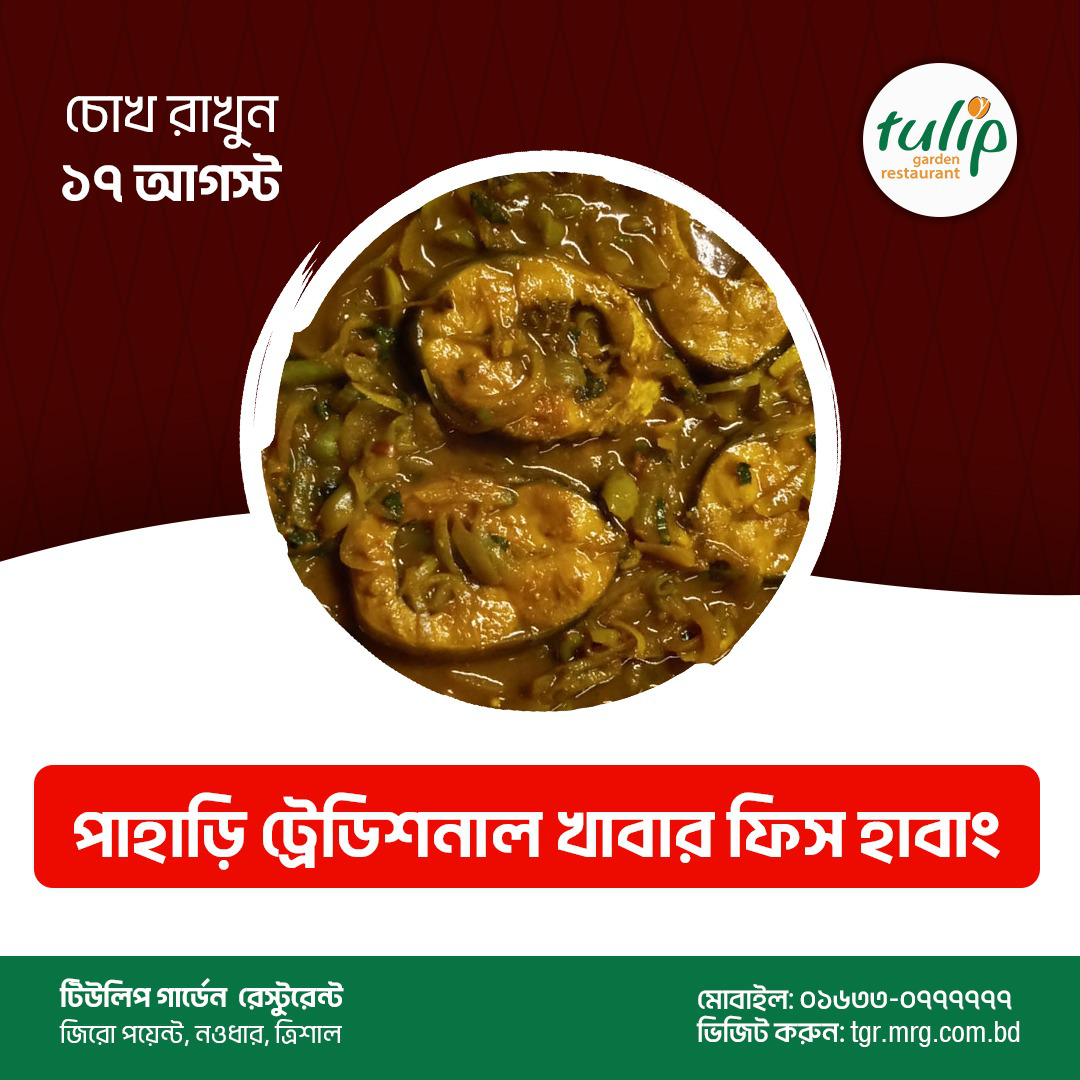 চোখ রাখুন
১৭ আগস্ট
tulip
garden
restaurant
পাহাড়ি ট্রেডিশনাল খাবার ফিস হাবাং
টিউলিপ গার্ডেন রেস্টুরেন্ট
জিরো পয়েন্ট, নওধার, ত্রিশাল
মোবাইল: ০১৬৩৩-০৭৭৭৭৭৭
ভিজিট করুন: tgr.mrg.com.bd